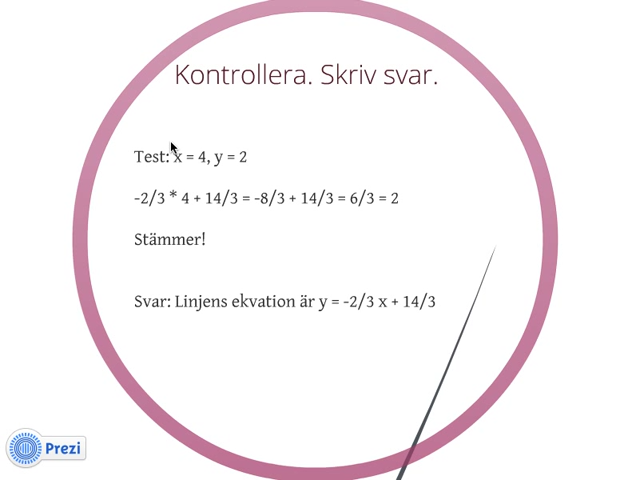 Kontrollera. Skriv svar.
Test: x = 4, y = 2
-2/3 * 4 + 14/3 = -8/3 + 14/3 = 6/3 = 2
Stämmer!
Svar: Linjens ekvation är y = -2/3 x + 14/3
Prezi